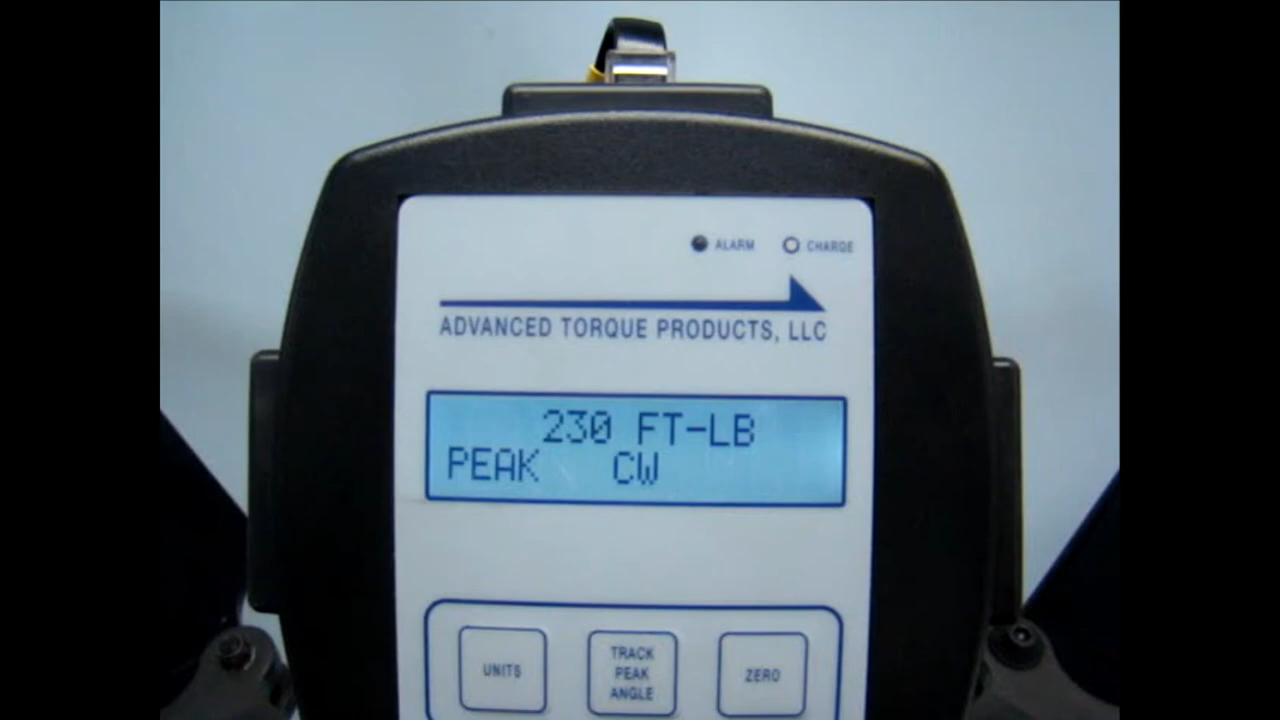 ALARM CHARGE
ADVANCED TORQUE PRODUCTS, LLC
230 FT-LB
PEAK CW
UNITS
TRACK
PEAK
ANGLE
ZERO